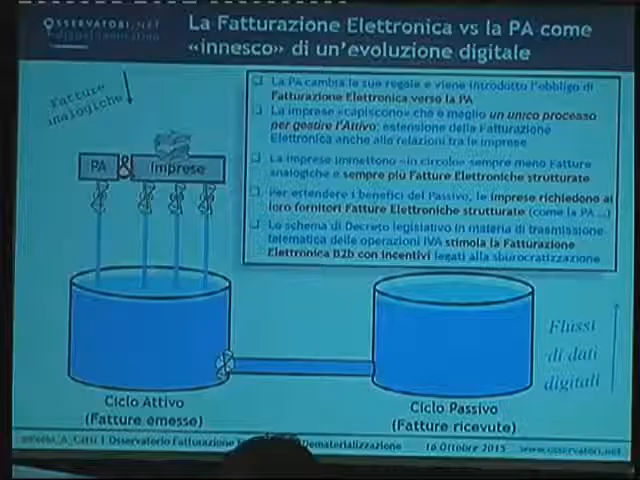 OSSERVATORI.NET
La Fatturazione Elettronica vs la PA come
«innesco» di un'evoluzione digitale
Fatture
analogiche
La PA cambia le sue regole e viene introdotto l'obbligo di
Fatturazione Elettronica verso la PA
La imprese «capiscono» che è meglio un unico processo
per gestire l'Attivo: estensione della Fatturazione
Elettronica anche alle relazioni tra le imprese
La imprese immettono «in circolo» sempre meno Fatture
analogiche e sempre più Fatture Elettroniche strutturate
Per estendere i benefici del Passivo, le imprese richiedono ai
loro fornitori Fatture Elettroniche strutturate (come la PA...)
Lo schema di Decreto legislativo in materia di trasmissione
telematica delle operazioni IVA stimola la Fatturazione
Elettronica B2b con incentivi legati alla sburocratizzazione
PA
Imprese
Flussi
di dati
digitali
Ciclo Attivo
(Fatture emesse)
Ciclo Passivo
(Fatture ricevute)
Osservatorio Fatturazione Dematerializzazione 16 Ottobre 2015 www.osservatori.net